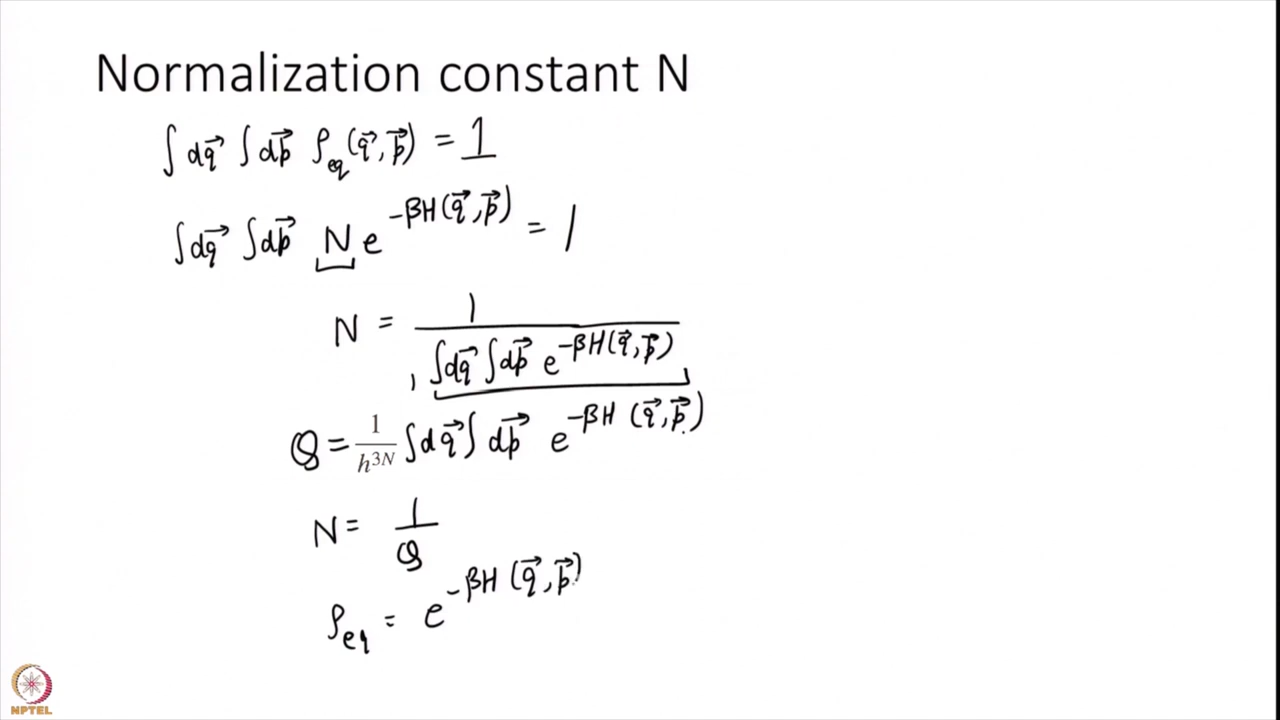 Normalization constant N
∫dq⃗ ∫dp⃗ ρ_eq(q⃗,p⃗) = 1
∫dq⃗ ∫dp⃗ N e^{-βH(q⃗,p⃗)} = 1
N = 1 / ∫dq⃗ ∫dp⃗ e^{-βH(q⃗,p⃗)}
Q = 1/h^{3N} ∫dq⃗ ∫dp⃗ e^{-βH(q⃗,p⃗)}
N = 1/Q
ρ_eq = e^{-βH(q⃗,p⃗)}
NPTEL